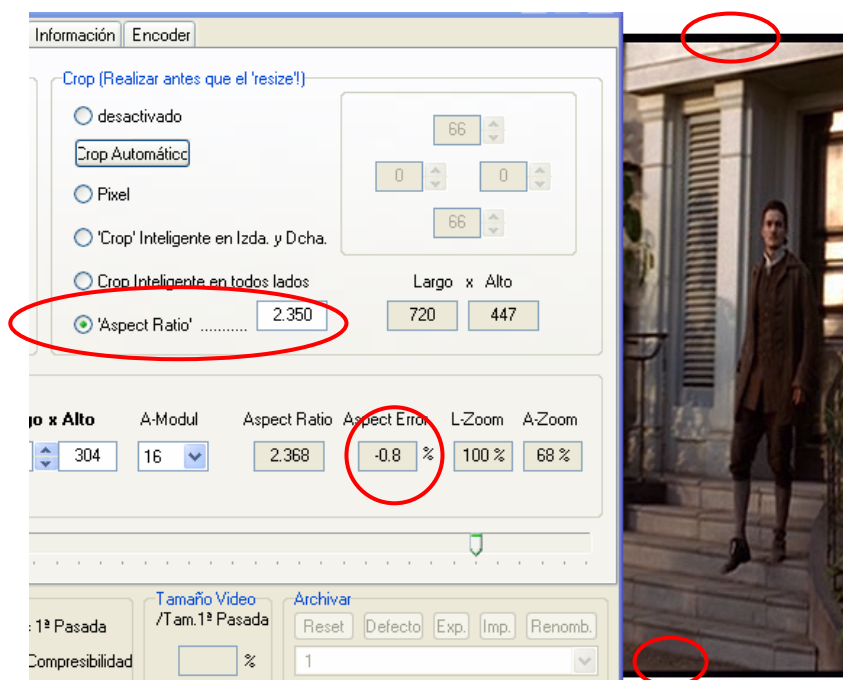 Información Encoder
Crop (Realizar antes que el 'resize'!)
desactivado
66
Crop Automático
0 0
Pixel
66
'Crop' Inteligente en Izda. y Dcha.
Crop Inteligente en todos lados
Largo x Alto
'Aspect Ratio' ........... 2.350
720 447
x Alto A-Modul Aspect Ratio Aspect Error L-Zoom A-Zoom
304 16 2.368 -0.8 % 100 % 68 %
Tamaño Video Archivar
1ª Pasada /Tam.1ª Pasada Reset Defecto Exp. Imp. Renomb.
Compresibilidad % 1